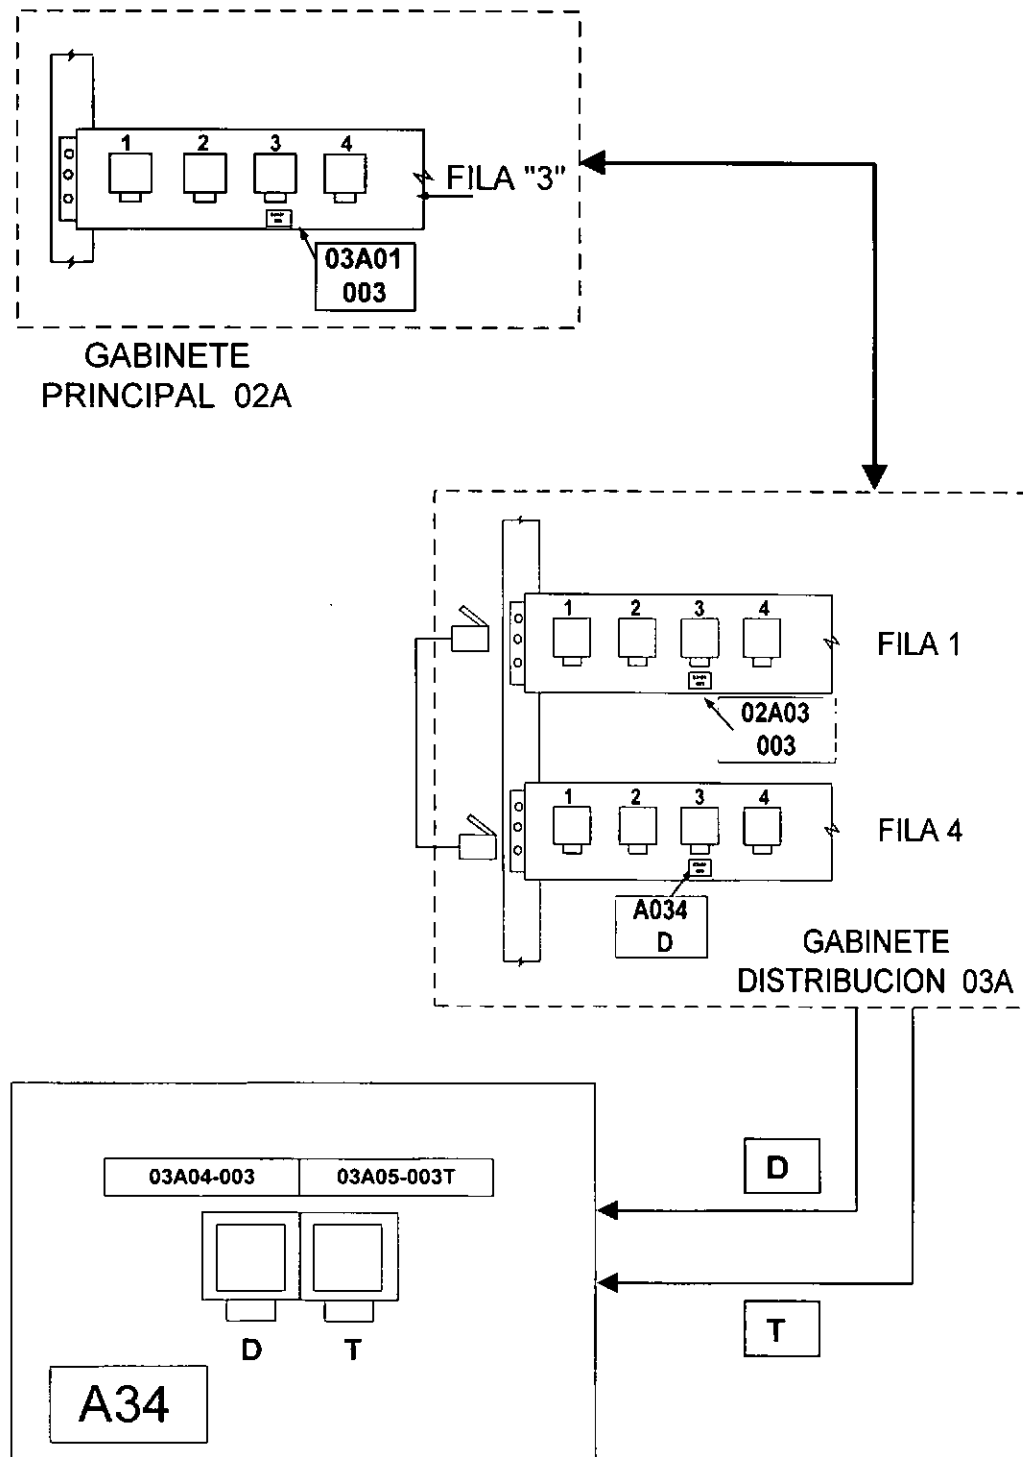 1 2 3 4
FILA "3"
03A01
003
GABINETE
PRINCIPAL 02A
1 2 3 4
FILA 1
02A03
003
1 2 3 4
FILA 4
A034
D
GABINETE
DISTRIBUCION 03A
D
03A04-003 03A05-003T
D T
T
A34